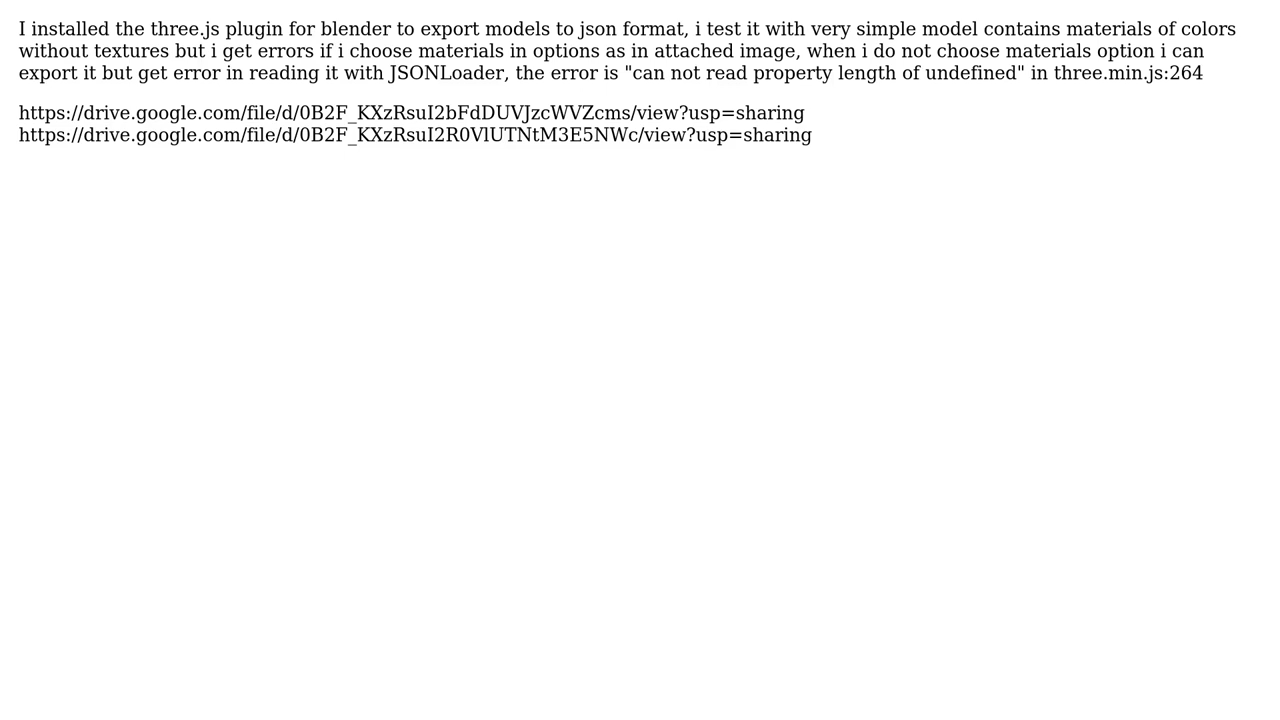 I installed the three.js plugin for blender to export models to json format, i test it with very simple model contains materials of colors
without textures but i get errors if i choose materials in options as in attached image, when i do not choose materials option i can
export it but get error in reading it with JSONLoader, the error is "can not read property length of undefined" in three.min.js:264
https://drive.google.com/file/d/0B2F_KXzRsuI2bFdDUVJzcWVZcms/view?usp=sharing
https://drive.google.com/file/d/0B2F_KXzRsuI2R0VlUTNtM3E5NWc/view?usp=sharing